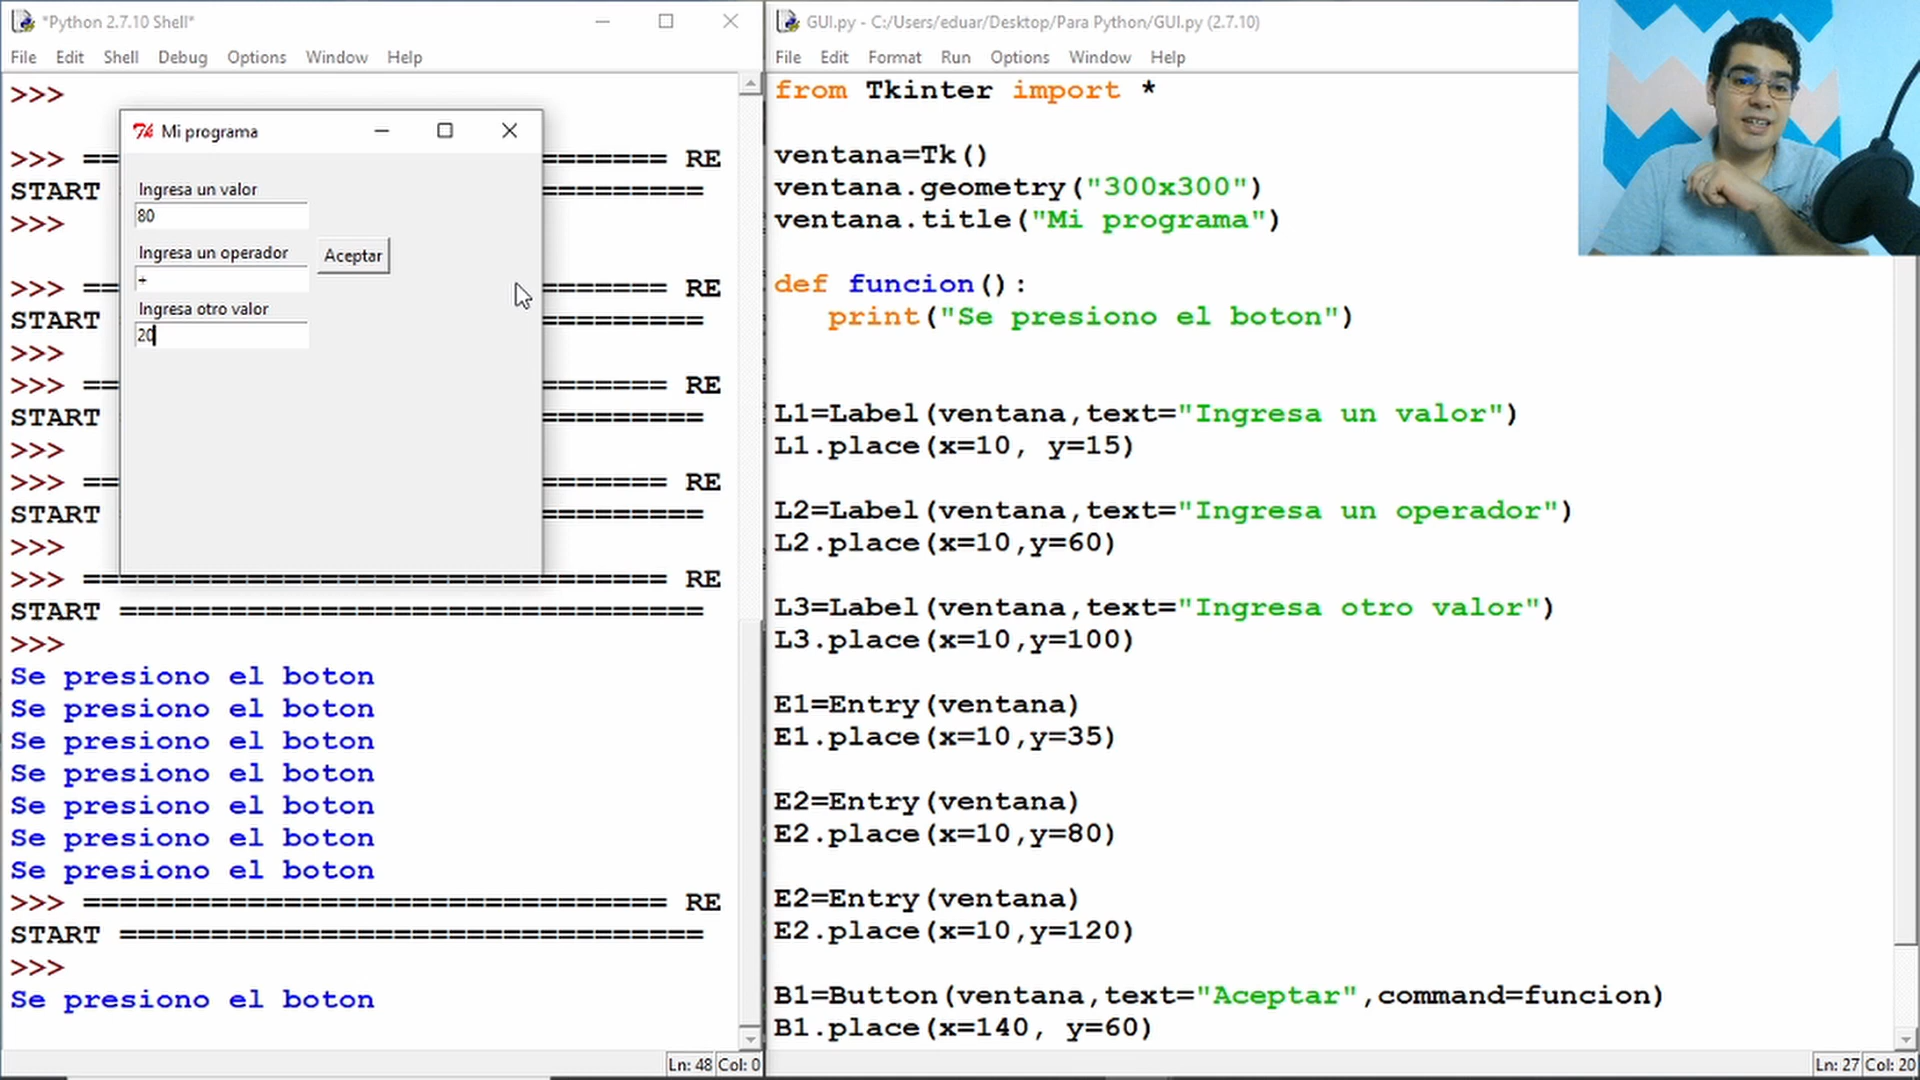 *Python 2.7.10 Shell*
File Edit Shell Debug Options Window Help
>>>
>>> == ======= RE
START =========
>>>
>>> == ======= RE
START =========
>>>
>>> == ======= RE
START =========
>>>
>>> == ======= RE
START =========
>>>
>>> ================================ RE
START ================================
>>>
Se presiono el boton
Se presiono el boton
Se presiono el boton
Se presiono el boton
Se presiono el boton
Se presiono el boton
Se presiono el boton
>>> ================================ RE
START ================================
>>>
Se presiono el boton
Ln: 48 Col: 0
Mi programa
Ingresa un valor
80
Ingresa un operador
Aceptar
+
Ingresa otro valor
20
GUI.py - C:/Users/eduar/Desktop/Para Python/GUI.py (2.7.10)
File Edit Format Run Options Window Help
from Tkinter import *
ventana=Tk()
ventana.geometry("300x300")
ventana.title("Mi programa")
def funcion():
print("Se presiono el boton")
L1=Label(ventana,text="Ingresa un valor")
L1.place(x=10, y=15)
L2=Label(ventana,text="Ingresa un operador")
L2.place(x=10,y=60)
L3=Label(ventana,text="Ingresa otro valor")
L3.place(x=10,y=100)
E1=Entry(ventana)
E1.place(x=10,y=35)
E2=Entry(ventana)
E2.place(x=10,y=80)
E2=Entry(ventana)
E2.place(x=10,y=120)
B1=Button(ventana,text="Aceptar",command=funcion)
B1.place(x=140, y=60)
Ln: 27 Col: 20